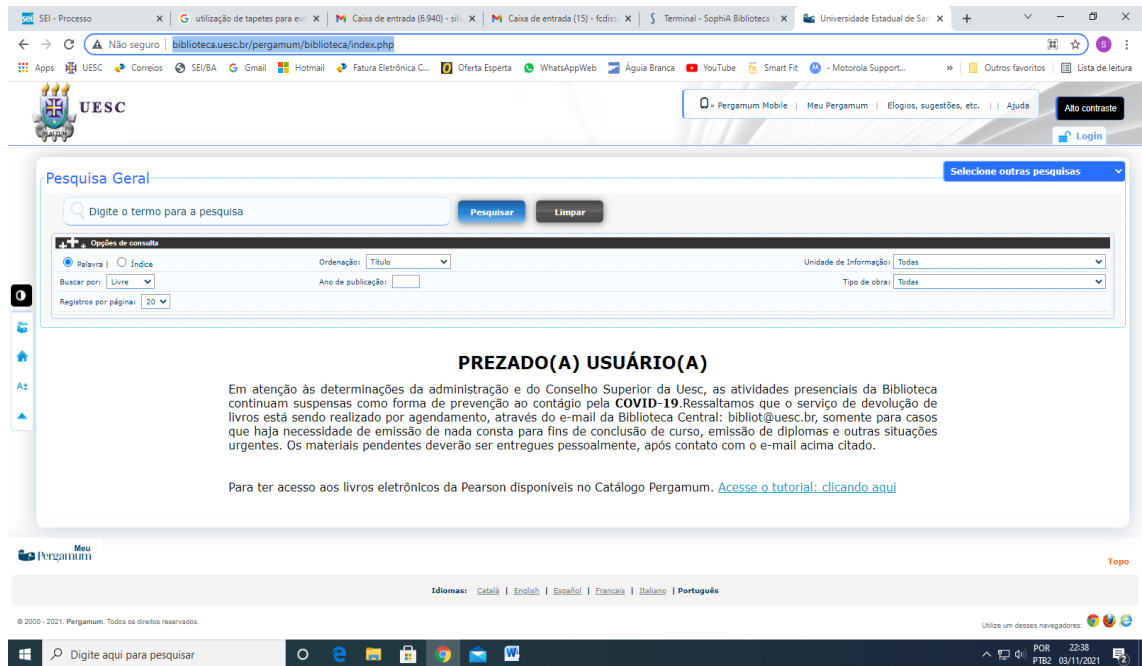 sei SEI - Processo
utilização de tapetes para evi
Caixa de entrada (6.940) - silv
Caixa de entrada (15) - fcdiss
Terminal - SophiA Biblioteca
Universidade Estadual de San
Não seguro | biblioteca.uesc.br/pergamum/biblioteca/index.php S
Apps UESC Correios SEI/BA Gmail Hotmail Fatura Eletrônica C... Oferta Esperta WhatsAppWeb Águia Branca YouTube Smart Fit - Motorola Support... » Outros favoritos Lista de leitura
UESC
» Pergamum Mobile | Meu Pergamum | Elogios, sugestões, etc. | | Ajuda
Alto contraste
Login
Selecione outras pesquisas
Pesquisa Geral
Digite o termo para a pesquisa Pesquisar Limpar
Opções de consulta
Palavra | Índice Ordenação: Título Unidade de Informação: Todas
Buscar por: Livre Ano de publicação: Tipo de obra: Todas
Registros por página: 20
Meu
A±
PREZADO(A) USUÁRIO(A)
Em atenção às determinações da administração e do Conselho Superior da Uesc, as atividades presenciais da Biblioteca
continuam suspensas como forma de prevenção ao contágio pela COVID-19.Ressaltamos que o serviço de devolução de
livros está sendo realizado por agendamento, através do e-mail da Biblioteca Central: bibliot@uesc.br, somente para casos
que haja necessidade de emissão de nada consta para fins de conclusão de curso, emissão de diplomas e outras situações
urgentes. Os materiais pendentes deverão ser entregues pessoalmente, após contato com o e-mail acima citado.
Para ter acesso aos livros eletrônicos da Pearson disponíveis no Catálogo Pergamum. Acesse o tutorial: clicando aqui
Meu
Pergamum
Topo
Idiomas: Català | English | Español | Français | Italiano | Português
© 2000 - 2021. Pergamum. Todos os direitos reservados.
Utilize um desses navegadores:
Digite aqui para pesquisar
POR 22:38
PTB2 03/11/2021 2